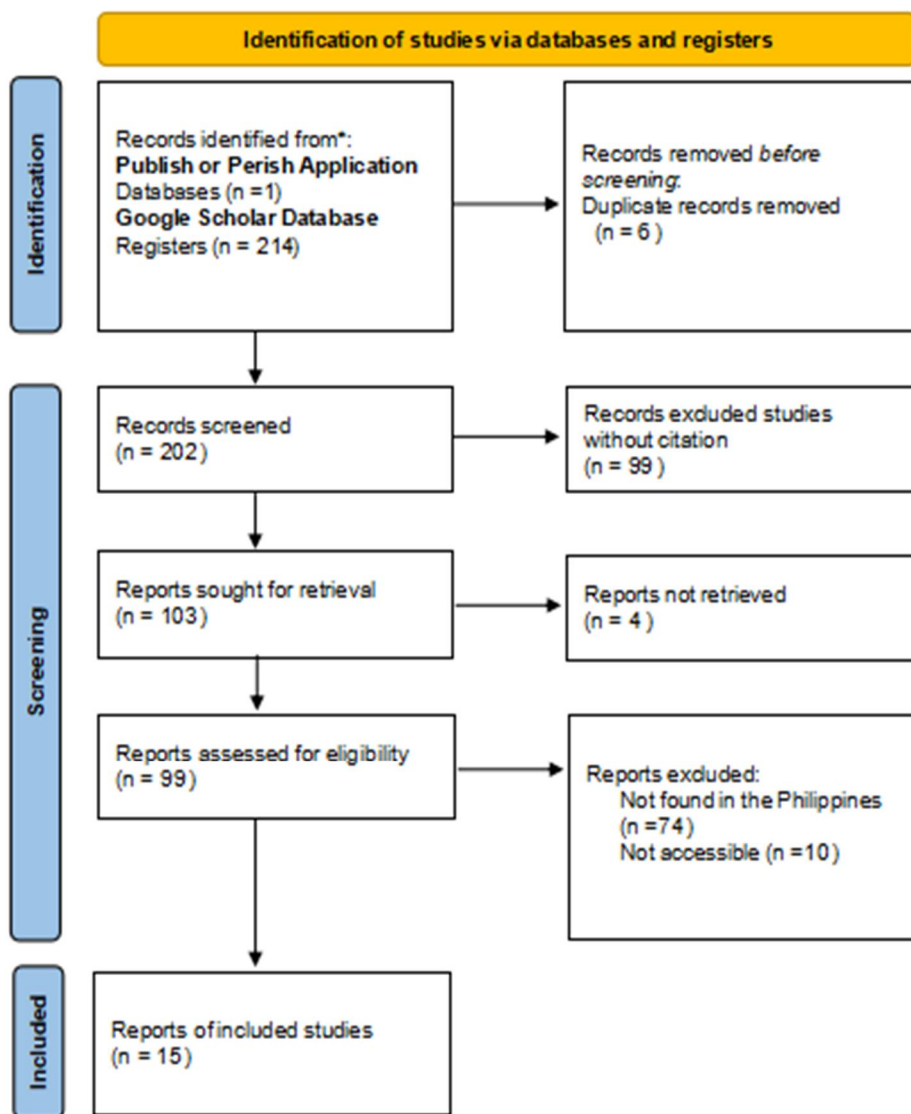 Identification of studies via databases and registers
Identification
Records identified from*:
Publish or Perish Application
Databases (n =1)
Google Scholar Database
Registers (n = 214)
Records removed before
screening:
Duplicate records removed
(n = 6 )
Screening
Records screened
(n = 202)
Records excluded studies
without citation
(n = 99)
Reports sought for retrieval
(n = 103)
Reports not retrieved
(n = 4 )
Reports assessed for eligibility
(n = 99)
Reports excluded:
Not found in the Philippines
(n =74)
Not accessible (n =10)
Included
Reports of included studies
(n = 15)